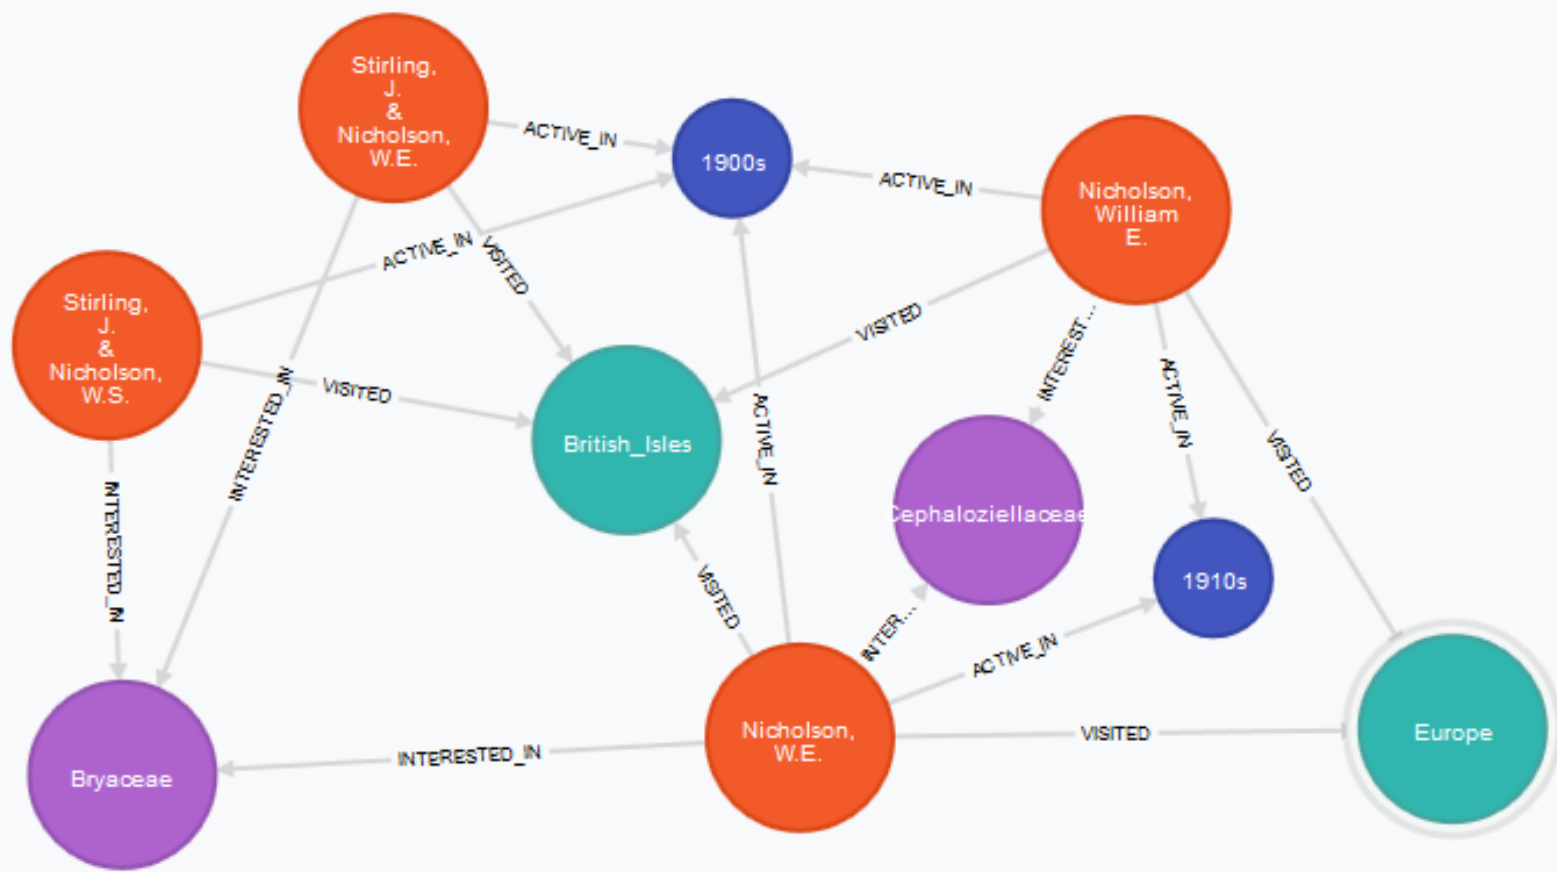 Stirling,
J.
&
Nicholson,
W.E.
ACTIVE_IN
1900s
ACTIVE_IN
Nicholson,
William
E.
Stirling,
J.
&
Nicholson,
W.S.
ACTIVE_IN
VISITED
VISITED
INTEREST...
ACTIVE_IN
VISITED
INTERESTED_IN
VISITED
British_Isles
ACTIVE_IN
Cephaloziellaceae
INTERESTED_IN
VISITED
INTER...
ACTIVE_IN
1910s
Bryaceae
INTERESTED_IN
Nicholson,
W.E.
VISITED
Europe